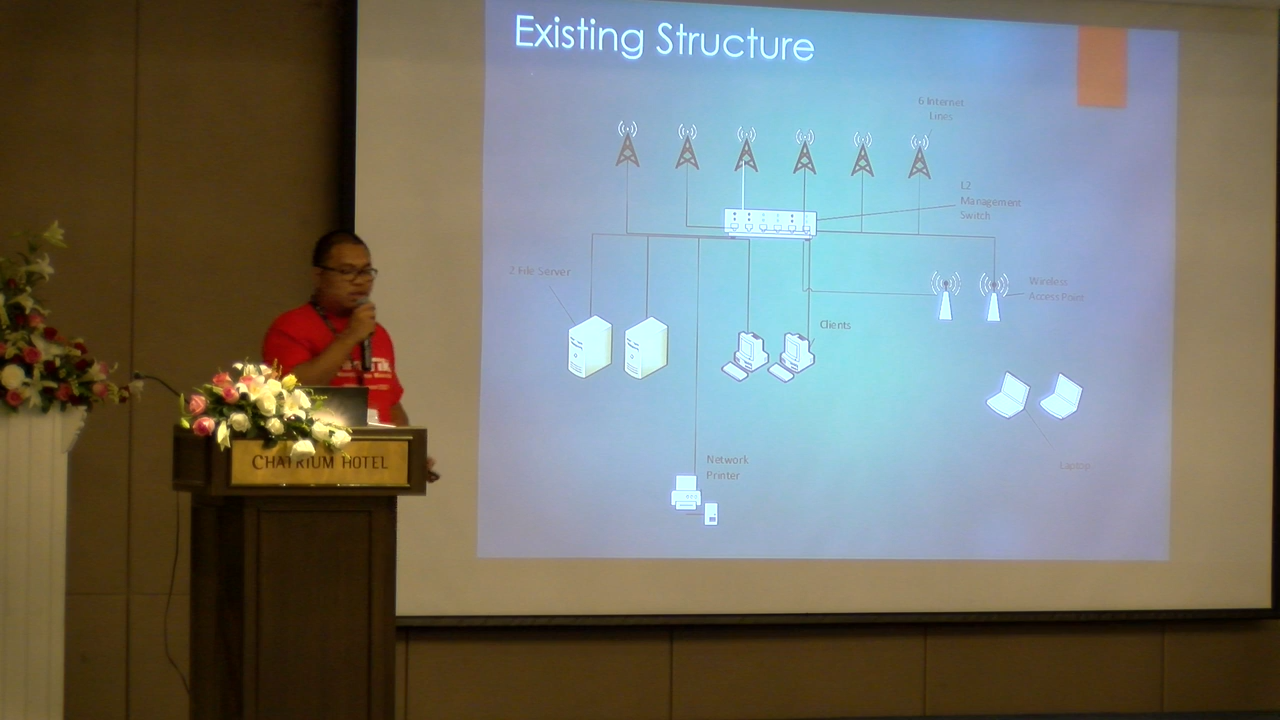 Existing Structure
6 Internet
Lines
L2
Management
Switch
2 File Server
Wireless
Access Point
Clients
CHATRIUM HOTEL
Network
Printer
Laptop